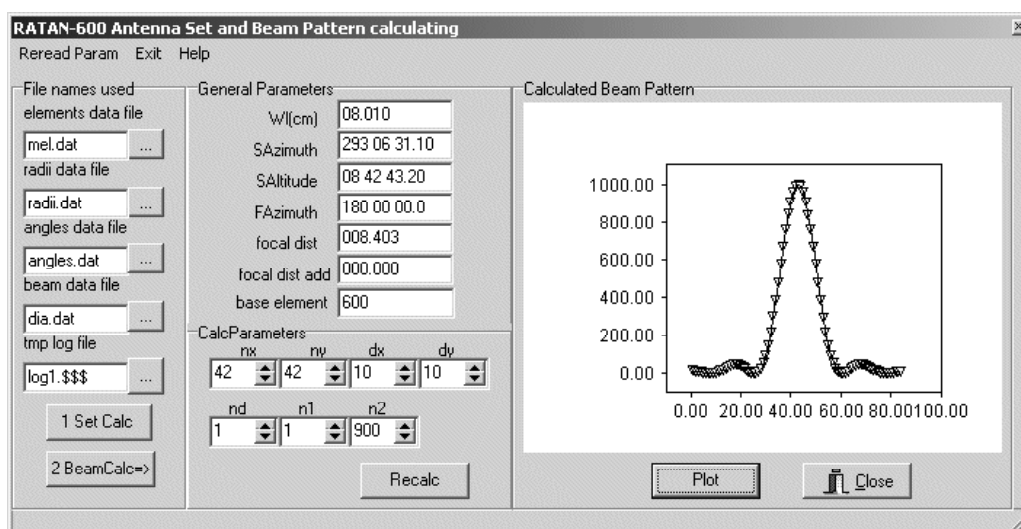 RATAN-600 Antenna Set and Beam Pattern calculating
Reread Param Exit Help
File names used
elements data file
mel.dat ...
radii data file
radii.dat ...
angles data file
angles.dat ...
beam data file
dia.dat ...
tmp log file
log1.$$$ ...
1 Set Calc
2 BeamCalc=>
General Parameters
Wl(cm) 08.010
SAzimuth 293 06 31.10
SAltitude 08 42 43.20
FAzimuth 180 00 00.0
focal dist 008.403
focal dist add 000.000
base element 600
CalcParameters
nx ny dx dy
42 42 10 10
nd n1 n2
1 1 900
Recalc
Calculated Beam Pattern
1000.00
800.00
600.00
400.00
200.00
0.00
0.00 20.00 40.00 60.00 80.00100.00
Plot Close